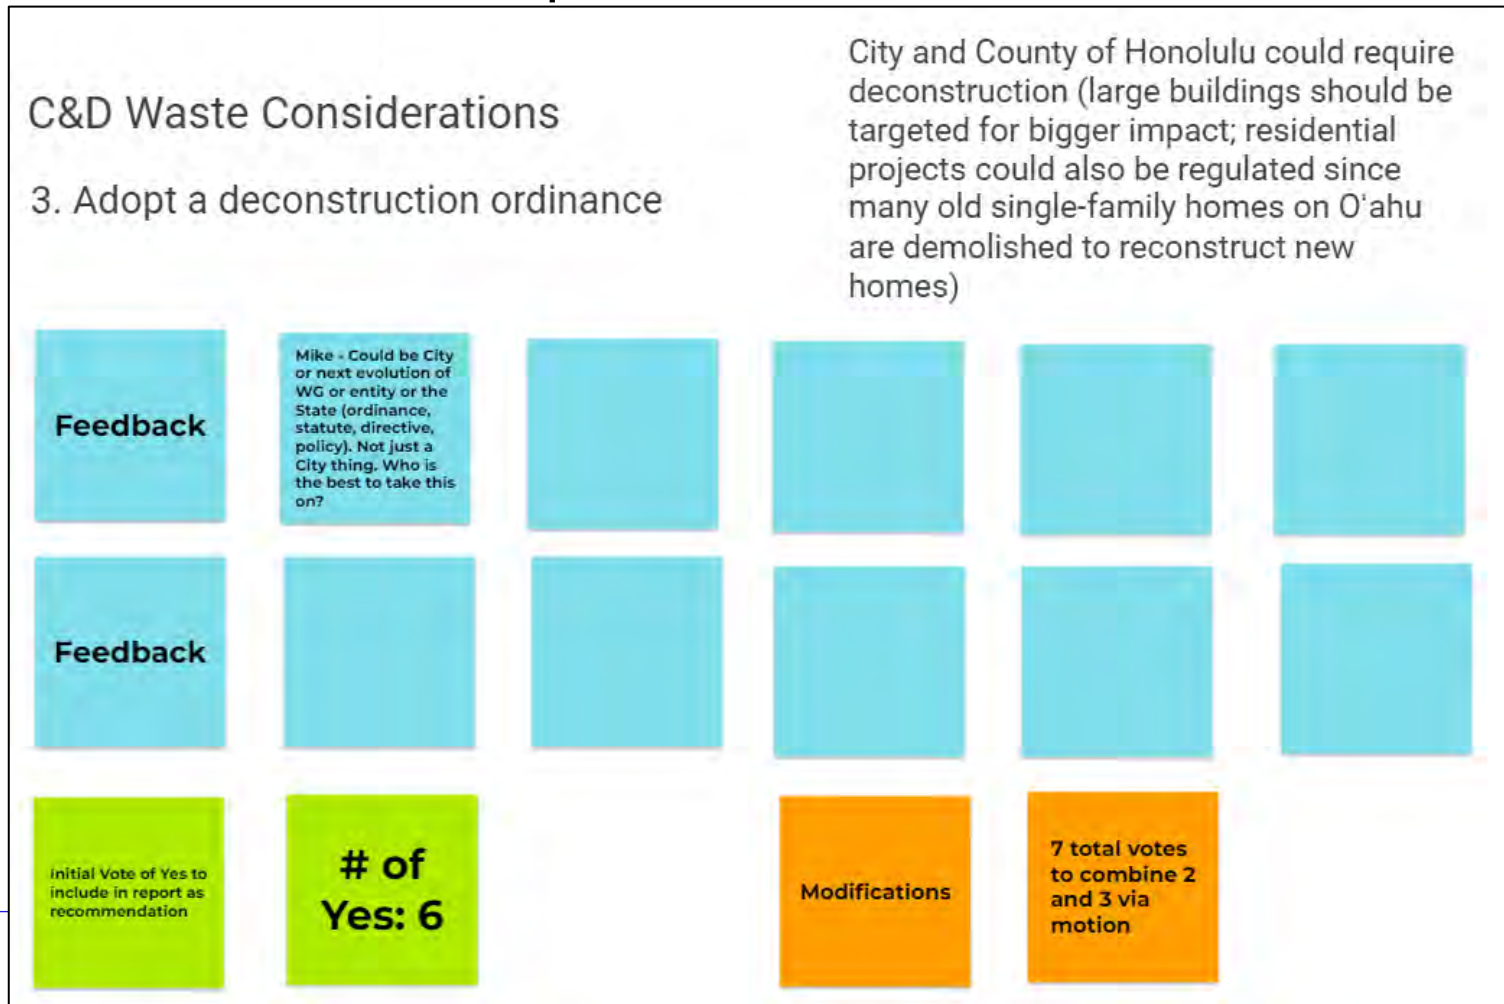 C&D Waste Considerations
3. Adopt a deconstruction ordinance
City and County of Honolulu could require
deconstruction (large buildings should be
targeted for bigger impact; residential
projects could also be regulated since
many old single-family homes on Oʻahu
are demolished to reconstruct new
homes)
Feedback
Mike - Could be City
or next evolution of
WG or entity or the
State (ordinance,
statute, directive,
policy). Not just a
City thing. Who is
the best to take this
on?
Feedback
Initial Vote of Yes to
include in report as
recommendation
# of
Yes: 6
Modifications
7 total votes
to combine 2
and 3 via
motion